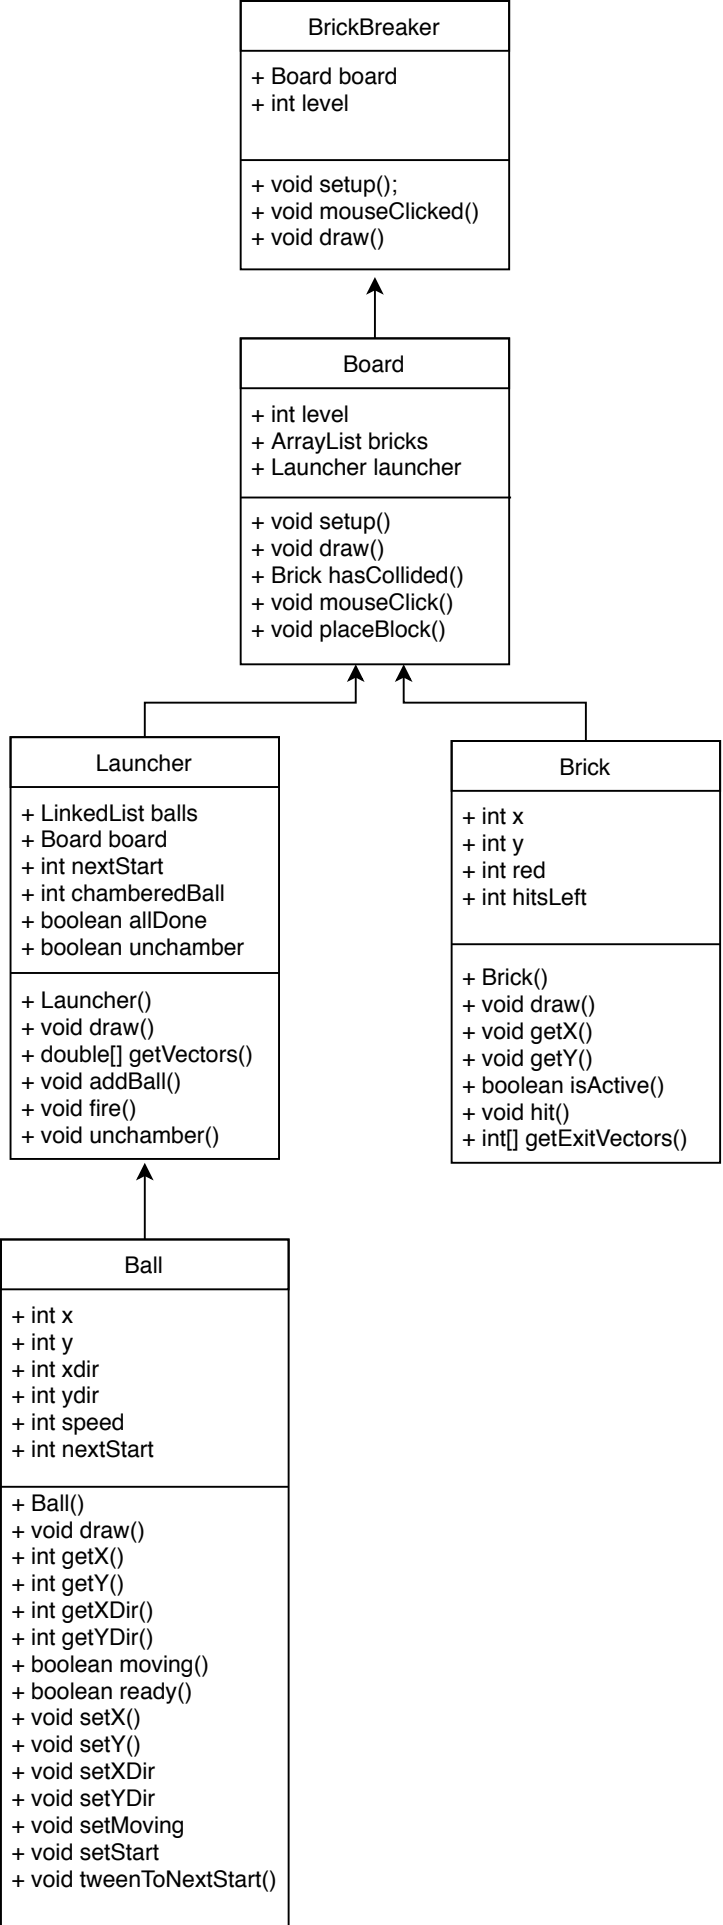 BrickBreaker
+ Board board
+ int level
+ void setup();
+ void mouseClicked()
+ void draw()
Board
+ int level
+ ArrayList bricks
+ Launcher launcher
+ void setup()
+ void draw()
+ Brick hasCollided()
+ void mouseClick()
+ void placeBlock()
Launcher
+ LinkedList balls
+ Board board
+ int nextStart
+ int chamberedBall
+ boolean allDone
+ boolean unchamber
+ Launcher()
+ void draw()
+ double[] getVectors()
+ void addBall()
+ void fire()
+ void unchamber()
Brick
+ int x
+ int y
+ int red
+ int hitsLeft
+ Brick()
+ void draw()
+ void getX()
+ void getY()
+ boolean isActive()
+ void hit()
+ int[] getExitVectors()
Ball
+ int x
+ int y
+ int xdir
+ int ydir
+ int speed
+ int nextStart
+ Ball()
+ void draw()
+ int getX()
+ int getY()
+ int getXDir()
+ int getYDir()
+ boolean moving()
+ boolean ready()
+ void setX()
+ void setY()
+ void setXDir
+ void setYDir
+ void setMoving
+ void setStart
+ void tweenToNextStart()